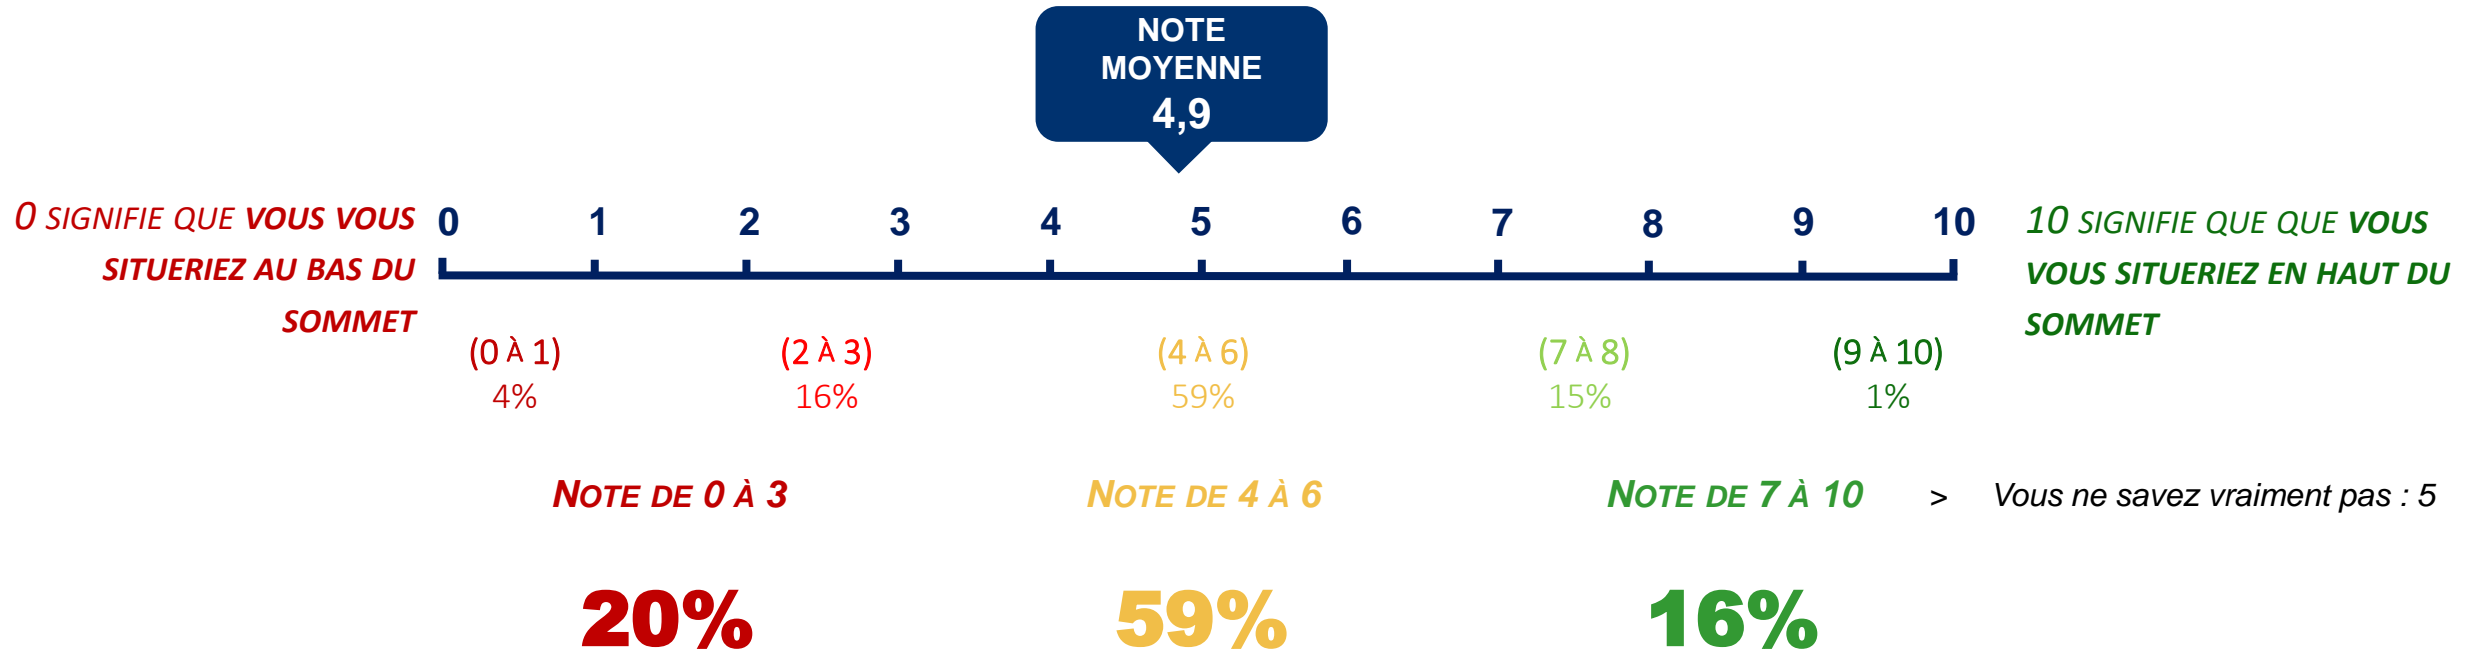 NOTE
MOYENNE
4,9
0 SIGNIFIE QUE VOUS VOUS
SITUERIEZ AU BAS DU
SOMMET
0 1 2 3 4 5 6 7 8 9 10
10 SIGNIFIE QUE QUE VOUS
VOUS SITUERIEZ EN HAUT DU
SOMMET
(0 À 1) (2 À 3) (4 À 6) (7 À 8) (9 À 10)
4% 16% 59% 15% 1%
NOTE DE 0 À 3 NOTE DE 4 À 6 NOTE DE 7 À 10 > Vous ne savez vraiment pas : 5
20% 59% 16%